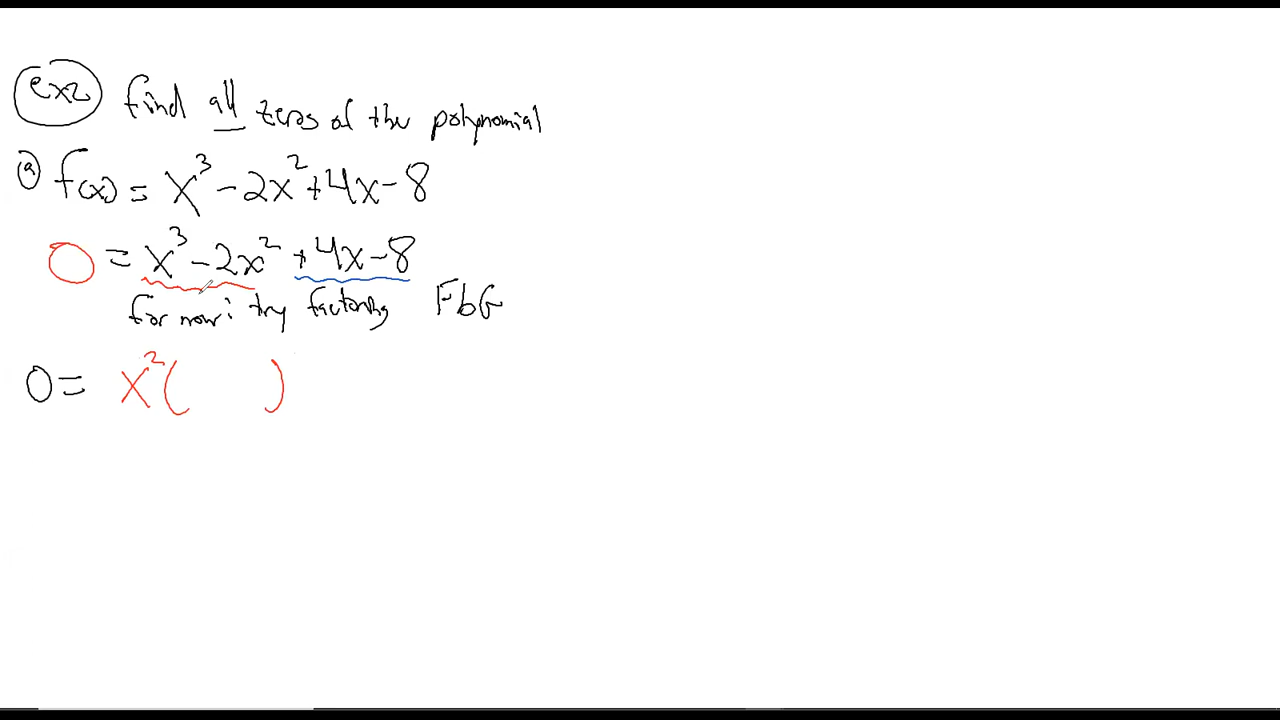 ex2 find all zeros of the polynomial
(a) f(x) = x³ - 2x² + 4x - 8
0 = x³ - 2x² + 4x - 8
for now: try factoring FbG
0 = x²( )